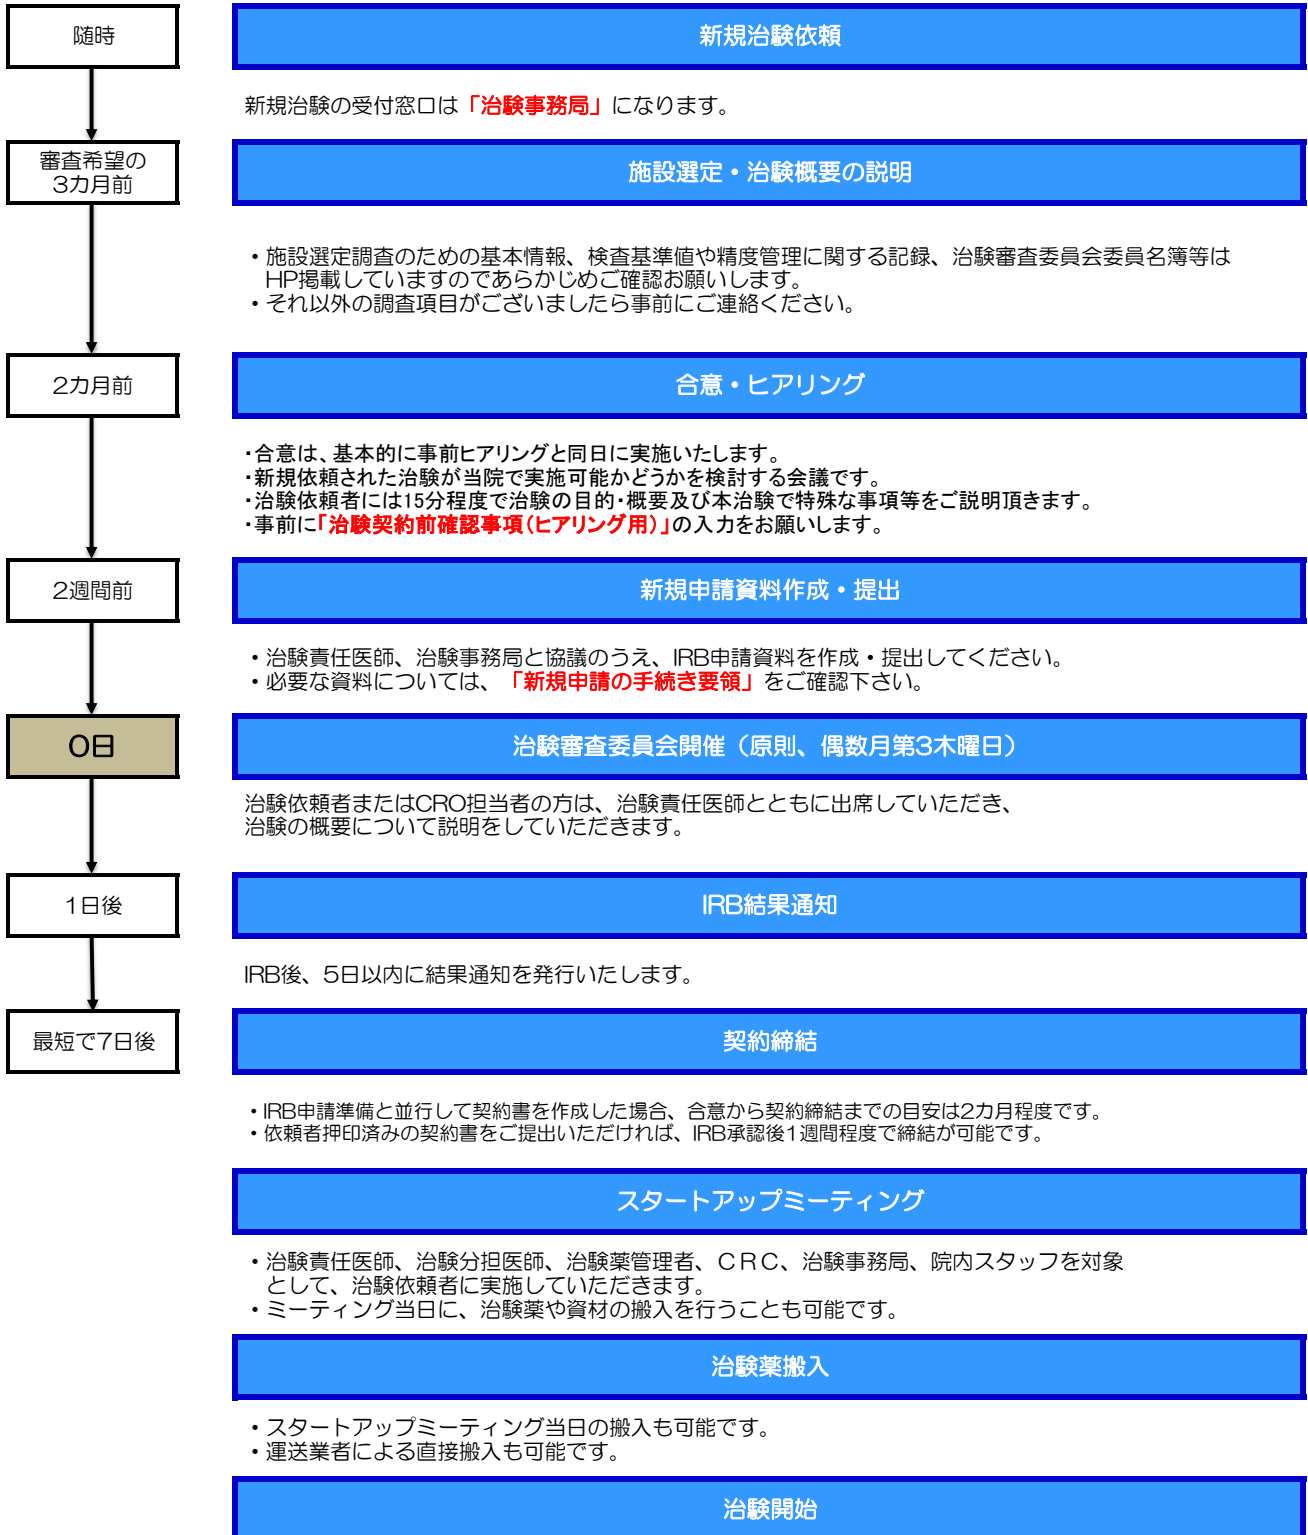 随時
新規治験依頼
新規治験の受付窓口は「治験事務局」になります。
審査希望の
3カ月前
施設選定・治験概要の説明
・施設選定調査のための基本情報、検査基準値や精度管理に関する記録、治験審査委員会委員名簿等は
HP掲載していますのであらかじめご確認お願いします。
・それ以外の調査項目がございましたら事前にご連絡ください。
2カ月前
合意・ヒアリング
・合意は、基本的に事前ヒアリングと同日に実施いたします。
・新規依頼された治験が当院で実施可能かどうかを検討する会議です。
・治験依頼者には15分程度で治験の目的・概要及び本治験で特殊な事項等をご説明頂きます。
・事前に「治験契約前確認事項（ヒアリング用）」の入力をお願いします。
2週間前
新規申請資料作成・提出
・治験責任医師、治験事務局と協議のうえ、IRB申請資料を作成・提出してください。
・必要な資料については、「新規申請の手続き要領」をご確認下さい。
0日
治験審査委員会開催（原則、偶数月第3木曜日）
治験依頼者またはCRO担当者の方は、治験責任医師とともに出席していただき、
治験の概要について説明をしていただきます。
1日後
IRB結果通知
IRB後、5日以内に結果通知を発行いたします。
最短で7日後
契約締結
・IRB申請準備と並行して契約書を作成した場合、合意から契約締結までの目安は2カ月程度です。
・依頼者押印済みの契約書をご提出いただければ、IRB承認後1週間程度で締結が可能です。
スタートアップミーティング
・治験責任医師、治験分担医師、治験薬管理者、ＣＲＣ、治験事務局、院内スタッフを対象
として、治験依頼者に実施していただきます。
・ミーティング当日に、治験薬や資材の搬入を行うことも可能です。
治験薬搬入
・スタートアップミーティング当日の搬入も可能です。
・運送業者による直接搬入も可能です。
治験開始